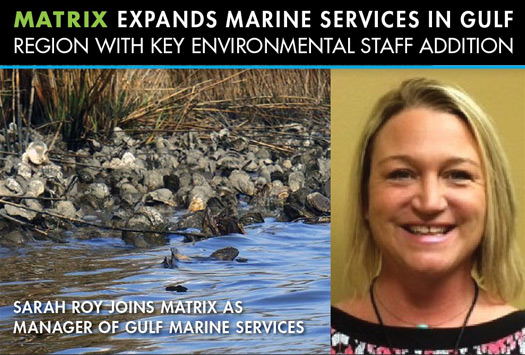 MATRIX EXPANDS MARINE SERVICES IN GULF
REGION WITH KEY ENVIRONMENTAL STAFF ADDITION
SARAH ROY JOINS MATRIX AS
MANAGER OF GULF MARINE SERVICES